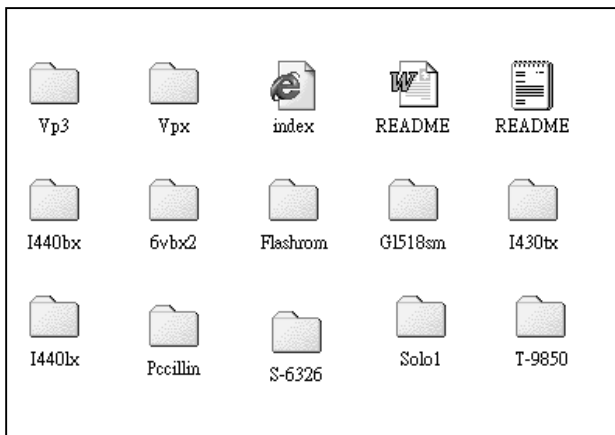 Vp3 Vpx index README README
I440bx 6vbx2 Flashrom Gl518sm I430tx
I440lx Pccillin S-6326 Solo1 T-9850